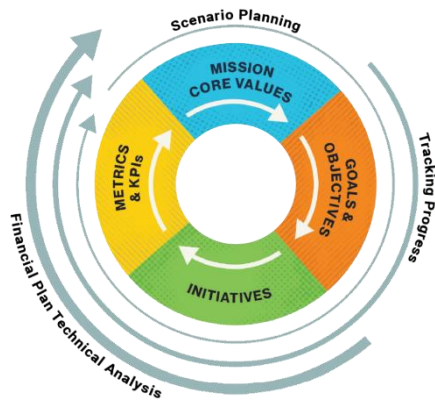 Scenario Planning
MISSION
CORE VALUES
GOALS &
OBJECTIVES
Tracking Progress
INITIATIVES
METRICS
& KPIs
Financial Plan Technical Analysis